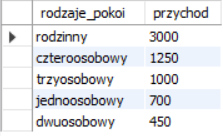 rodzaje_pokoi przychod
rodzinny 3000
czteroosobowy 1250
trzyosobowy 1000
jednoosobowy 700
dwuosobowy 450